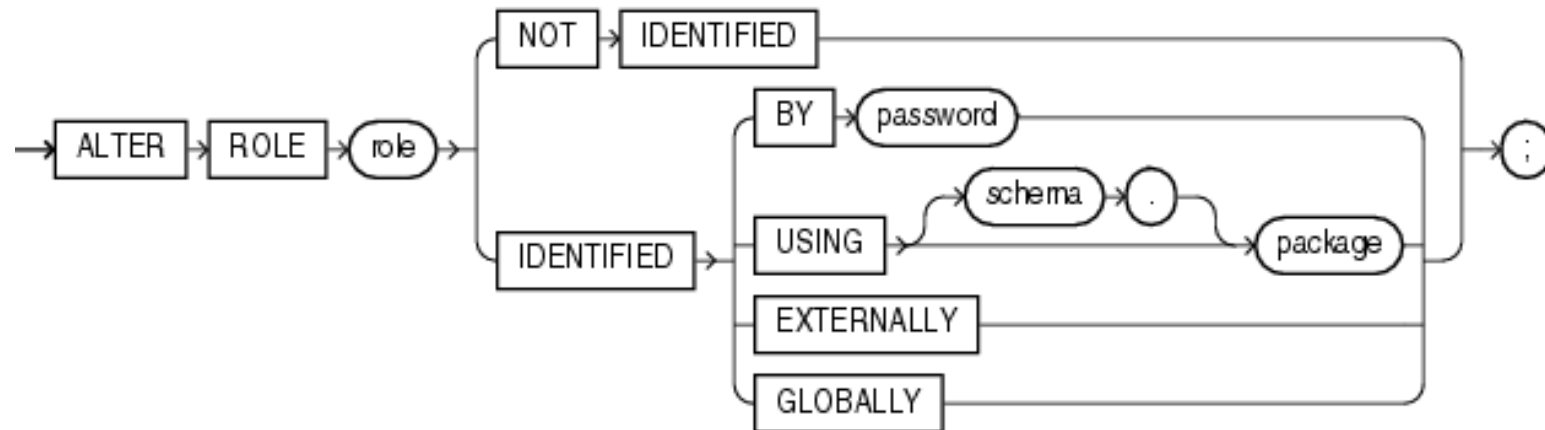 NOT IDENTIFIED
BY password
ALTER ROLE role
;
schema .
USING package
IDENTIFIED
EXTERNALLY
GLOBALLY